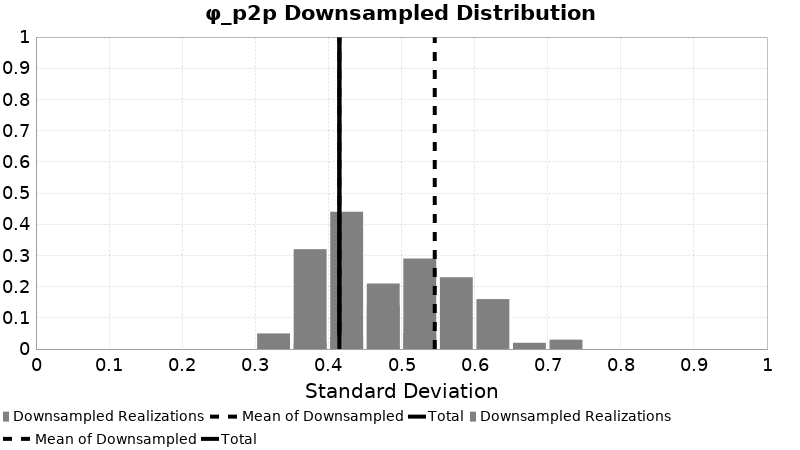 φ_p2p Downsampled Distribution
1
0.9
0.8
0.7
0.6
0.5
0.4
0.3
0.2
0.1
0
0 0.1 0.2 0.3 0.4 0.5 0.6 0.7 0.8 0.9 1
Standard Deviation
Downsampled Realizations Mean of Downsampled Total Downsampled Realizations
Mean of Downsampled Total